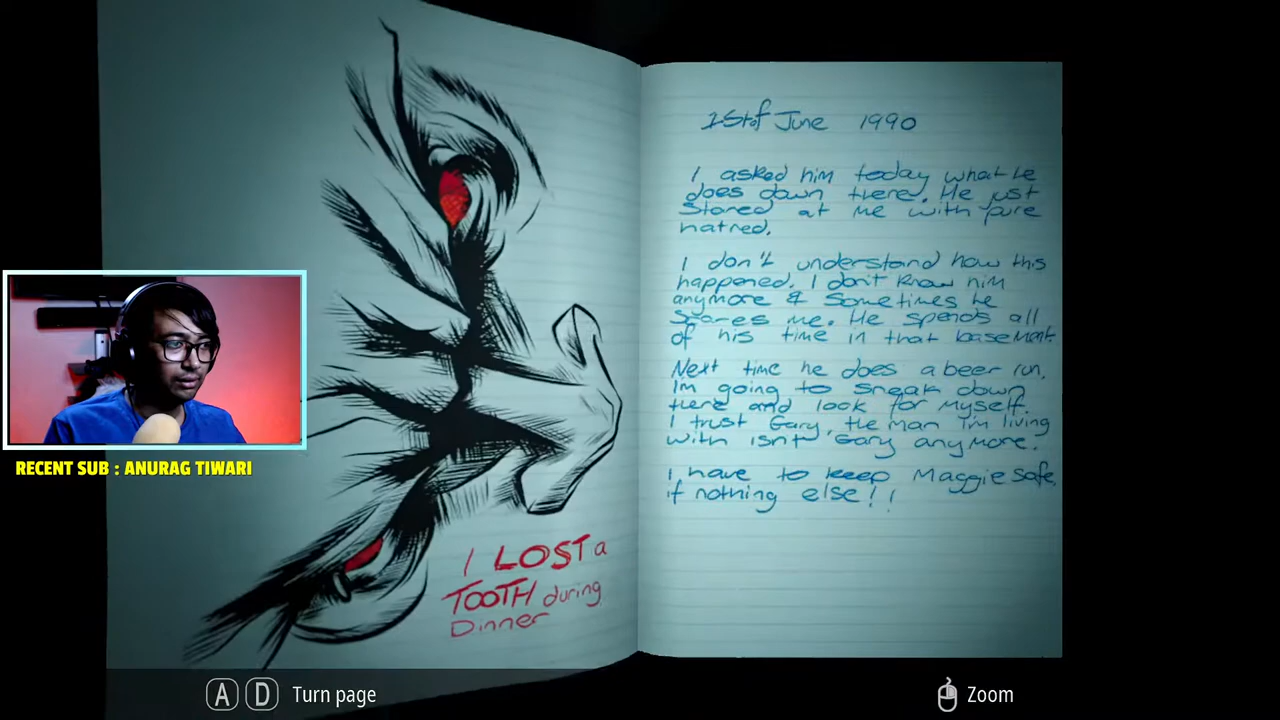 1st of June 1990
I asked him today what he
does down there. He just
Stared at me with pure
hatred.
I don't understand how this
happened. I don't know him
anymore & Sometimes he
Scares me. He spends all
of his time in that basement.
Next time he does a beer run,
I'm going to sneak down
there and look for myself.
I trust Gary, the man I'm living
with isn't Gary anymore.
I have to keep Maggie safe,
if nothing else!!
I LOST a
TOOTH during
Dinner
RECENT SUB : ANURAG TIWARI
A D Turn page
Zoom